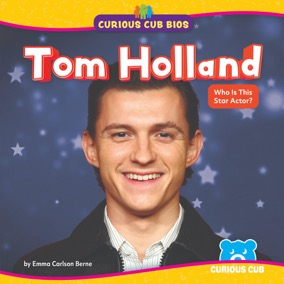 CURIOUS CUB BIOS
Tom Holland
Who Is This
Star Actor?
by Emma Carlson Berne
CURIOUS CUB